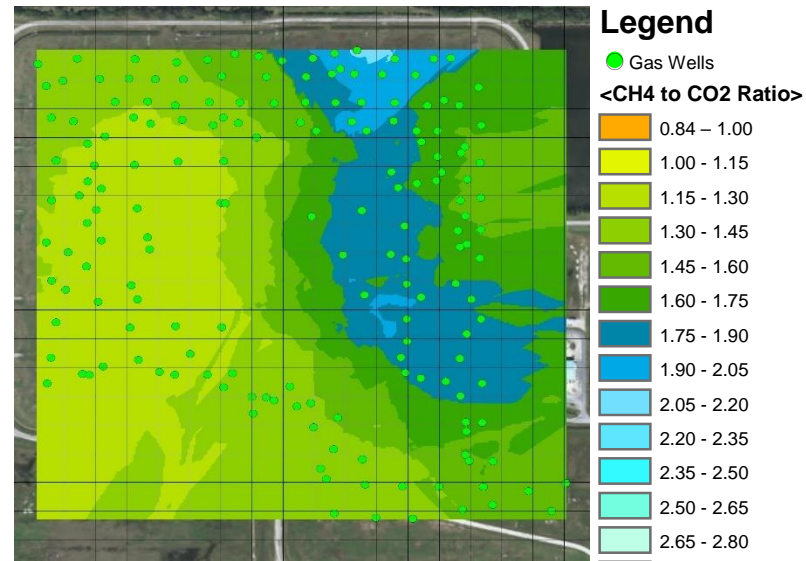 Legend
Gas Wells
<CH4 to CO2 Ratio>
0.84 – 1.00
1.00 - 1.15
1.15 - 1.30
1.30 - 1.45
1.45 - 1.60
1.60 - 1.75
1.75 - 1.90
1.90 - 2.05
2.05 - 2.20
2.20 - 2.35
2.35 - 2.50
2.50 - 2.65
2.65 - 2.80